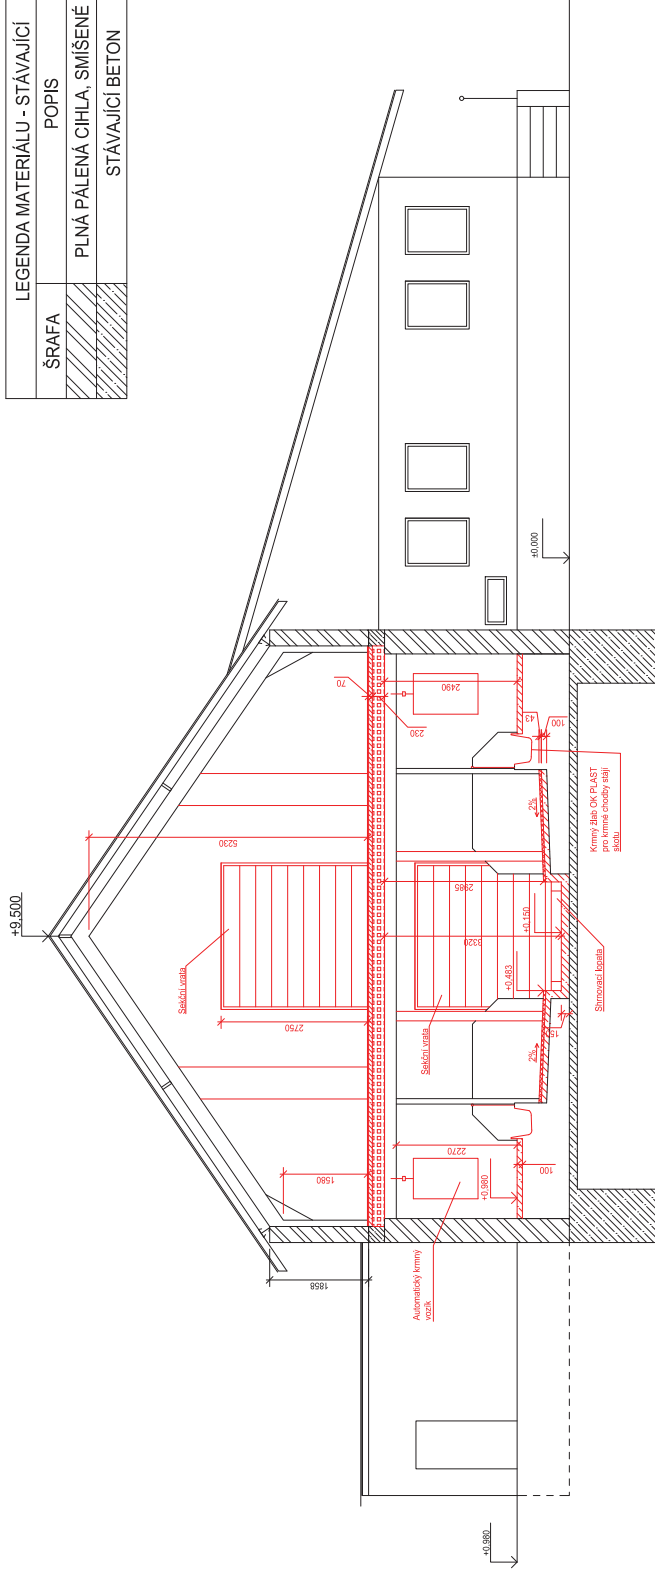 LEGENDA MATERIÁLU - STÁVAJÍCÍ
ŠRAFA
POPIS
PLNÁ PÁLENÁ CIHLA, SMÍŠENÉ
STÁVAJÍCÍ BETON
+9,500
5230
Sekční vrata
2750
1580
1858
70
230
2490
43
100
2%
2985
3320
+0,150
+0,483
Sekční vrata
150
2%
2270
+0,980
100
Automatický krmný
vozík
Shrnovací lopata
Krmný žlab OK PLAST
pro krmné chodby stájí
skotu
±0,000
+0,980